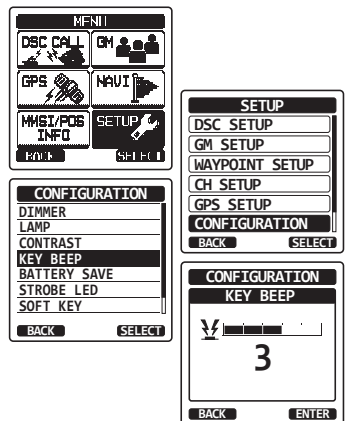 MENU
DSC CALL
GM
GPS
NAVI
MMSI/POS
INFO
SETUP
BACK
SELECT
SETUP
DSC SETUP
GM SETUP
WAYPOINT SETUP
CH SETUP
GPS SETUP
CONFIGURATION
BACK
SELECT
CONFIGURATION
DIMMER
LAMP
CONTRAST
KEY BEEP
BATTERY SAVE
STROBE LED
SOFT KEY
BACK
SELECT
CONFIGURATION
KEY BEEP
3
BACK
ENTER